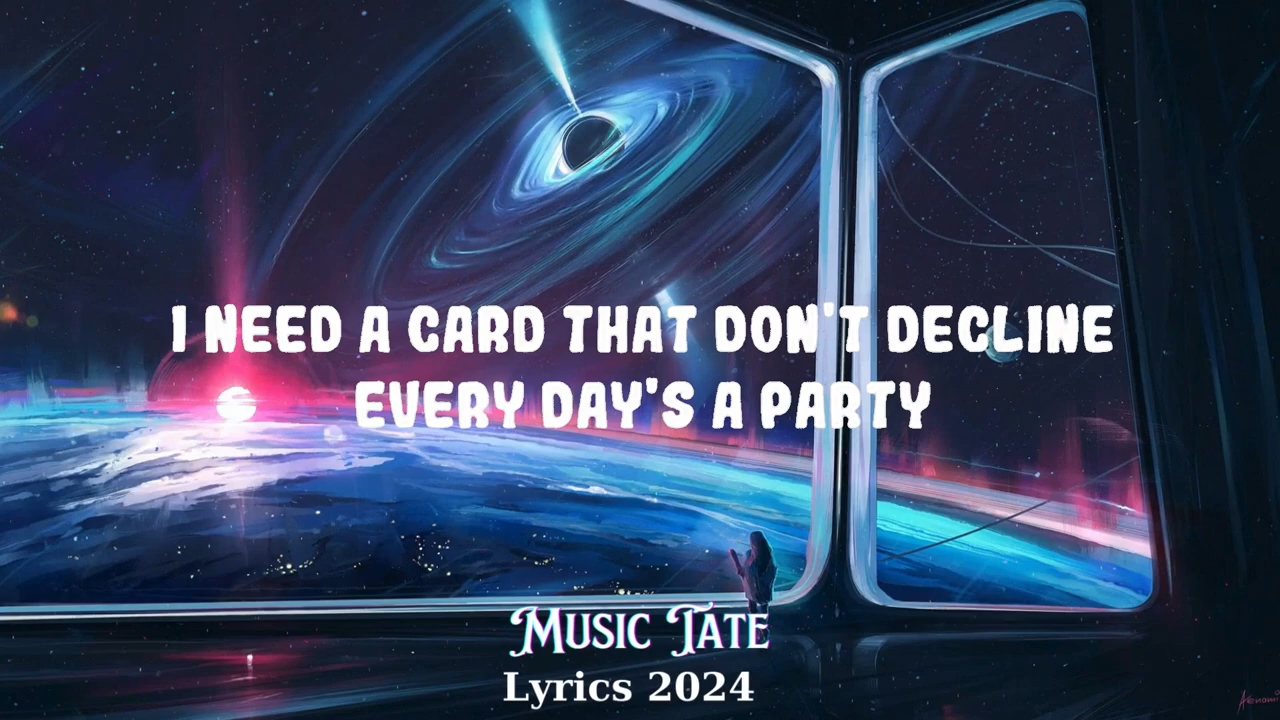 I NEED A CARD THAT DON'T DECLINE
EVERY DAY'S A PARTY
MUSIC TATE
Lyrics 2024